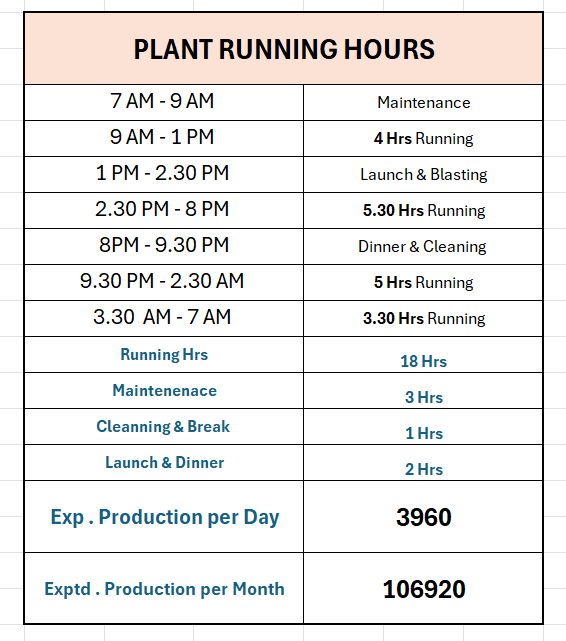 PLANT RUNNING HOURS
7 AM - 9 AM Maintenance
9 AM - 1 PM 4 Hrs Running
1 PM - 2.30 PM Launch & Blasting
2.30 PM - 8 PM 5.30 Hrs Running
8PM - 9.30 PM Dinner & Cleaning
9.30 PM - 2.30 AM 5 Hrs Running
3.30 AM - 7 AM 3.30 Hrs Running
Running Hrs 18 Hrs
Maintenenace 3 Hrs
Cleanning & Break 1 Hrs
Launch & Dinner 2 Hrs
Exp . Production per Day 3960
Exptd . Production per Month 106920